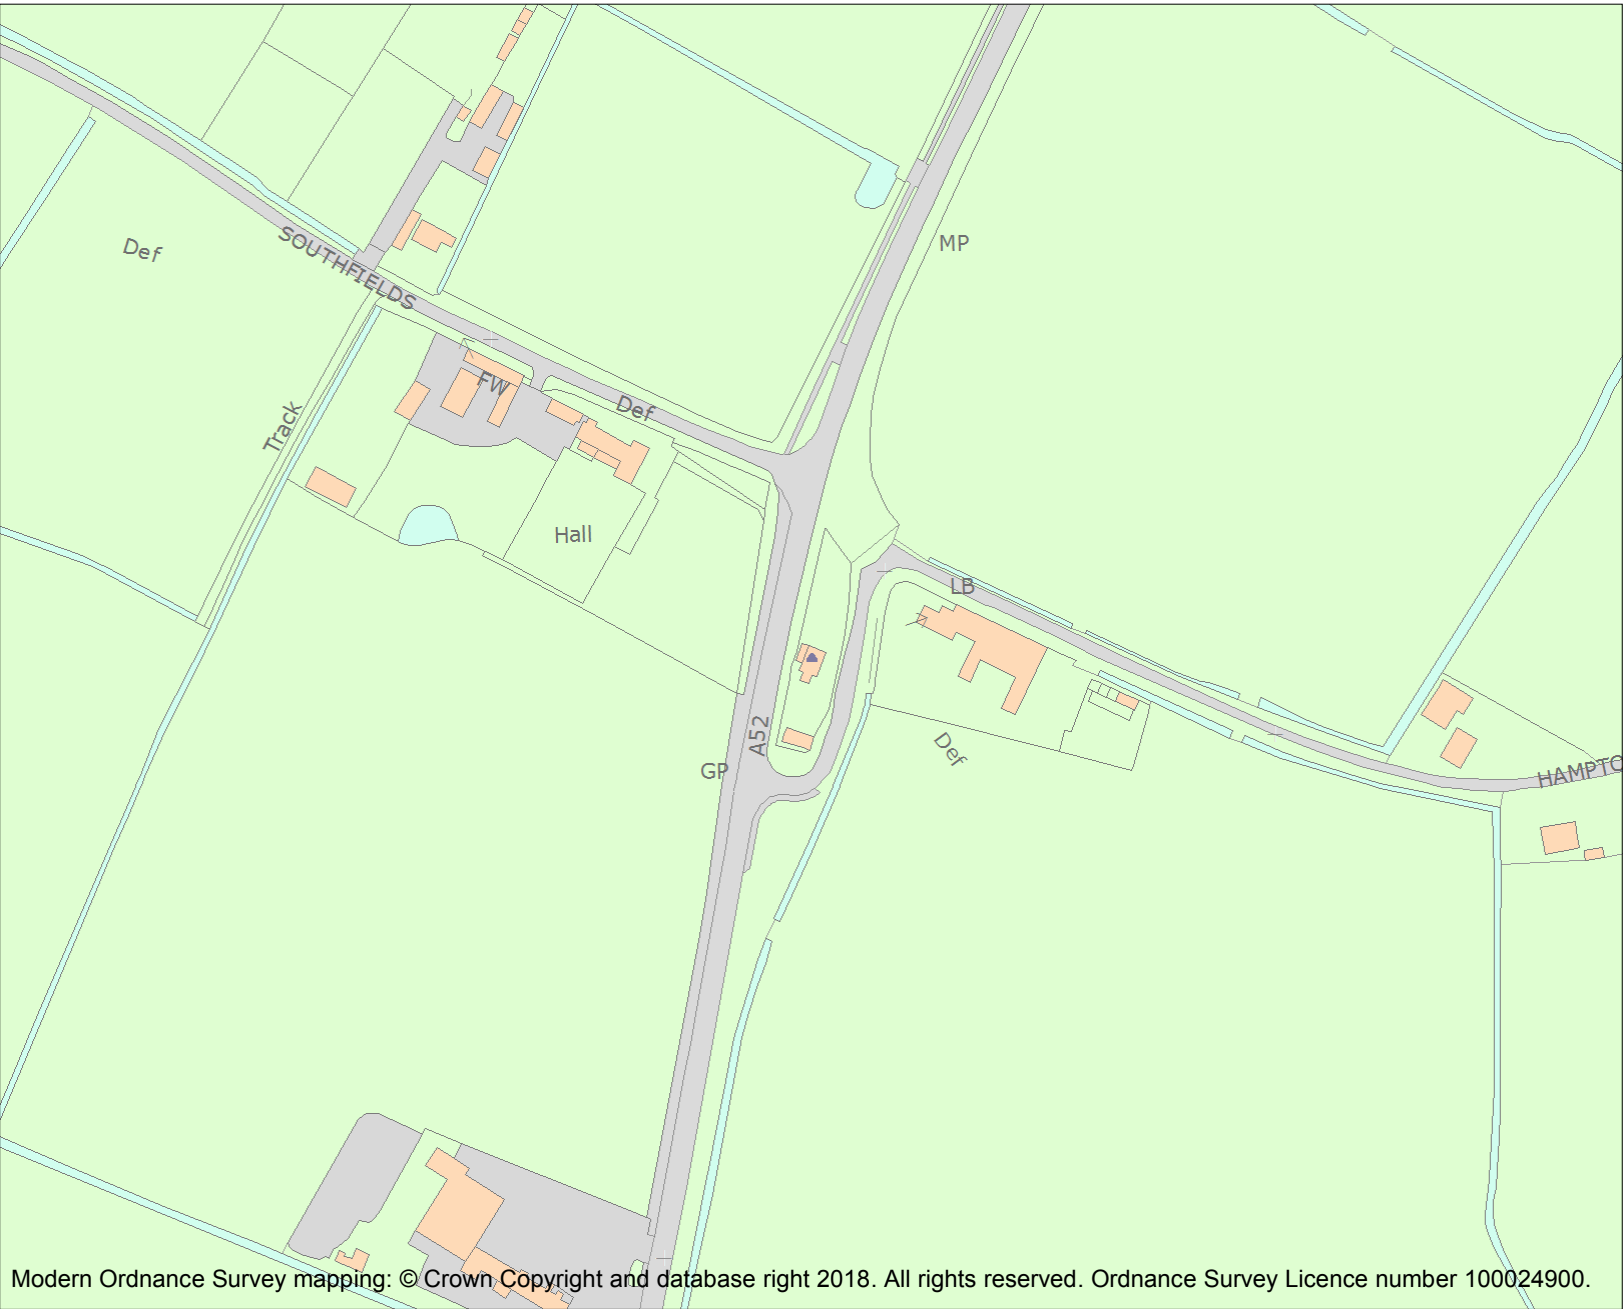 MP
Def
SOUTHFIELDS
FW
Def
Track
Hall
LB
A52
Def
GP
HAMPTO
Modern Ordnance Survey mapping: © Crown Copyright and database right 2018. All rights reserved. Ordnance Survey Licence number 100024900.